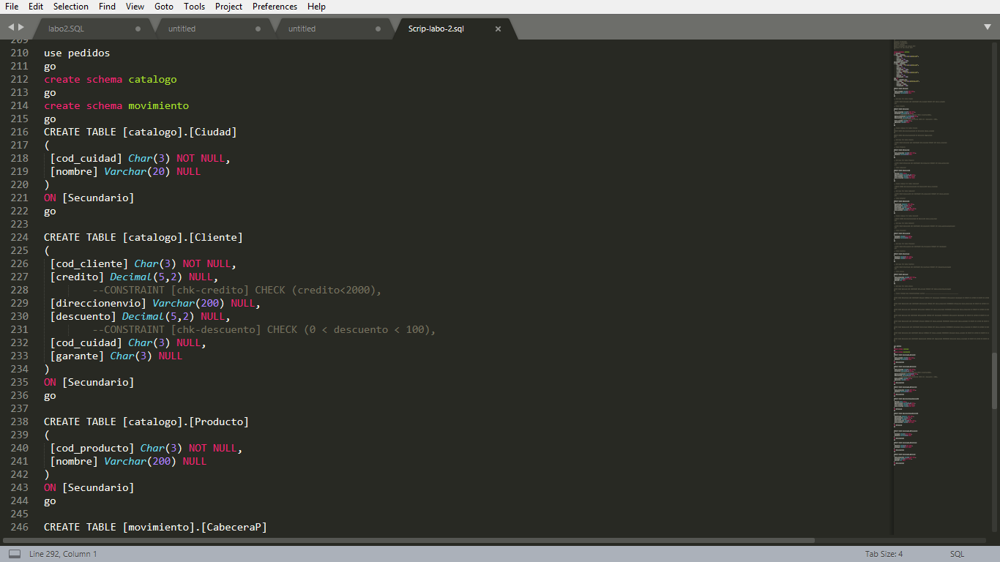 File Edit Selection Find View Goto Tools Project Preferences Help
labo2.SQL untitled untitled Scrip-labo-2.sql
209
210 use pedidos
211 go
212 create schema catalogo
213 go
214 create schema movimiento
215 go
216 CREATE TABLE [catalogo].[Ciudad]
217 (
218 [cod_cuidad] Char(3) NOT NULL,
219 [nombre] Varchar(20) NULL
220 )
221 ON [Secundario]
222 go
223
224 CREATE TABLE [catalogo].[Cliente]
225 (
226 [cod_cliente] Char(3) NOT NULL,
227 [credito] Decimal(5,2) NULL,
228 --CONSTRAINT [chk-credito] CHECK (credito<2000),
229 [direccionenvio] Varchar(200) NULL,
230 [descuento] Decimal(5,2) NULL,
231 --CONSTRAINT [chk-descuento] CHECK (0 < descuento < 100),
232 [cod_cuidad] Char(3) NULL,
233 [garante] Char(3) NULL
234 )
235 ON [Secundario]
236 go
237
238 CREATE TABLE [catalogo].[Producto]
239 (
240 [cod_producto] Char(3) NOT NULL,
241 [nombre] Varchar(200) NULL
242 )
243 ON [Secundario]
244 go
245
246 CREATE TABLE [movimiento].[CabeceraP]
Line 292, Column 1 Tab Size: 4 SQL